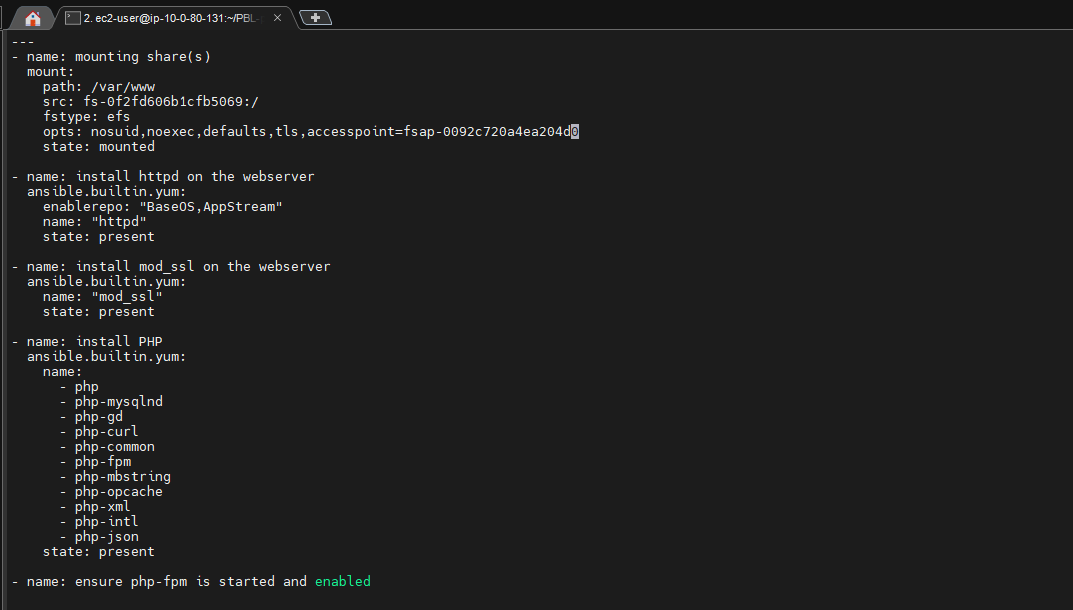 2. ec2-user@ip-10-0-80-131:~/PBL-
---
- name: mounting share(s)
  mount:
    path: /var/www
    src: fs-0f2fd606b1cfb5069:/
    fstype: efs
    opts: nosuid,noexec,defaults,tls,accesspoint=fsap-0092c720a4ea204d0
    state: mounted

- name: install httpd on the webserver
  ansible.builtin.yum:
    enablerepo: "BaseOS,AppStream"
    name: "httpd"
    state: present

- name: install mod_ssl on the webserver
  ansible.builtin.yum:
    name: "mod_ssl"
    state: present

- name: install PHP
  ansible.builtin.yum:
    name:
      - php
      - php-mysqlnd
      - php-gd
      - php-curl
      - php-common
      - php-fpm
      - php-mbstring
      - php-opcache
      - php-xml
      - php-intl
      - php-json
    state: present

- name: ensure php-fpm is started and enabled